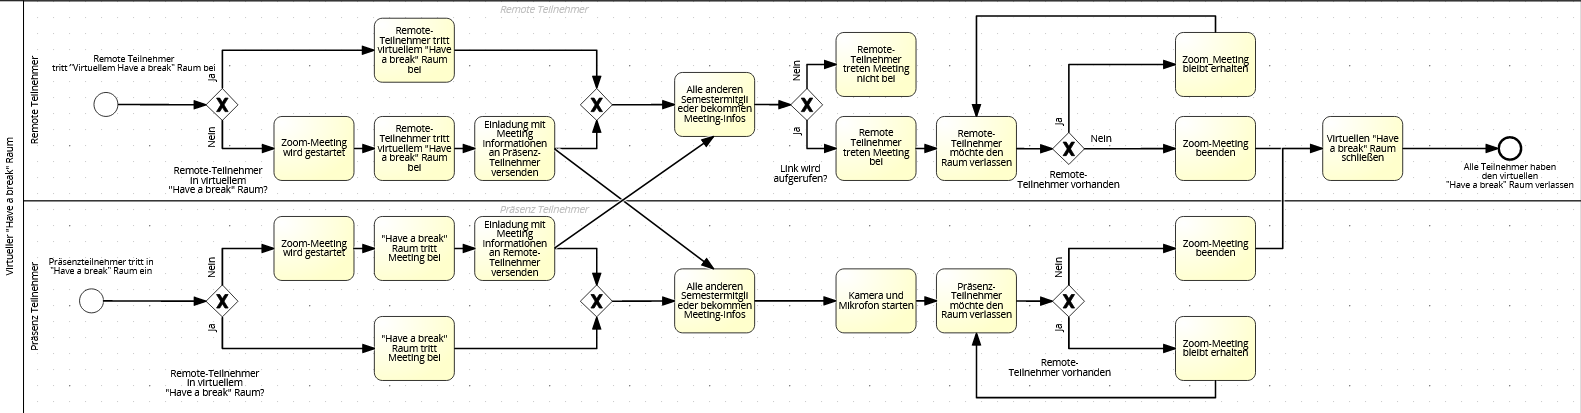 Virtueller "Have a break" Raum
Remote Teilnehmer
Remote Teilnehmer
Remote Teilnehmer
tritt "Virtuellem Have a break" Raum bei
Ja
Nein
Remote-Teilnehmer
in virtuellem
"Have a break" Raum?
Remote-
Teilnehmer tritt
virtuellem "Have
a break" Raum
bei
Zoom-Meeting
wird gestartet
Remote-
Teilnehmer tritt
virtuellem "Have
a break" Raum
bei
Einladung mit
Meeting
Informationen
an Präsenz-
Teilnehmer
versenden
Alle anderen
Semestermitgli
eder bekommen
Meeting-Infos
Nein
Ja
Link wird
aufgerufen?
Remote-
Teilnehmer
treten Meeting
nicht bei
Remote
Teilnehmer
treten Meeting
bei
Remote-
Teilnehmer
möchte den
Raum verlassen
Ja
Nein
Remote-
Teilnehmer vorhanden
Zoom Meeting
bleibt erhalten
Zoom-Meeting
beenden
Virtuellen "Have
a break" Raum
schließen
Alle Teilnehmer haben
den virtuellen
"Have a break" Raum verlassen
Präsenz Teilnehmer
Präsenz Teilnehmer
Präsenzteilnehmer tritt in
"Have a break" Raum ein
Nein
Ja
Remote-Teilnehmer
in virtuellem
"Have a break" Raum?
Zoom-Meeting
wird gestartet
"Have a break"
Raum tritt
Meeting bei
Einladung mit
Meeting
Informationen
an Remote-
Teilnehmer
versenden
"Have a break"
Raum tritt
Meeting bei
Alle anderen
Semestermitgli
eder bekommen
Meeting-Infos
Kamera und
Mikrofon starten
Präsenz-
Teilnehmer
möchte den
Raum verlassen
Nein
Ja
Remote-
Teilnehmer vorhanden
Zoom-Meeting
beenden
Zoom-Meeting
bleibt erhalten
X
X
X
X
X
X
X